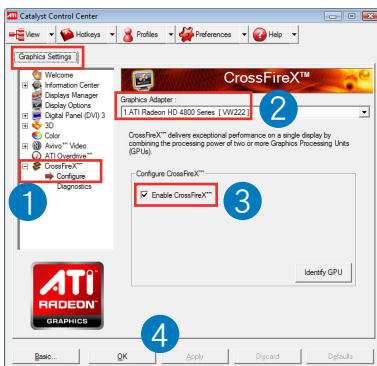 ATI Catalyst Control Center
View Hotkeys Profiles Preferences Help
Graphics Settings
Welcome
Information Center
Displays Manager
Display Options
Digital Panel (DVI) 3
3D
Color
Avivo™ Video
ATI Overdrive™
CrossFireX™
Configure
Diagnostics
1
CrossFireX™
Graphics Adapter :
1.ATI Radeon HD 4800 Series [ VW222 ]
2
CrossFireX™ delivers exceptional performance on a single display by
combining the processing power of two or more Graphics Processing Units
(GPUs).
Configure CrossFireX™
Enable CrossFireX™
3
Identify GPU
ATI
RADEON
GRAPHICS
4
Basic... OK Apply Discard Defaults